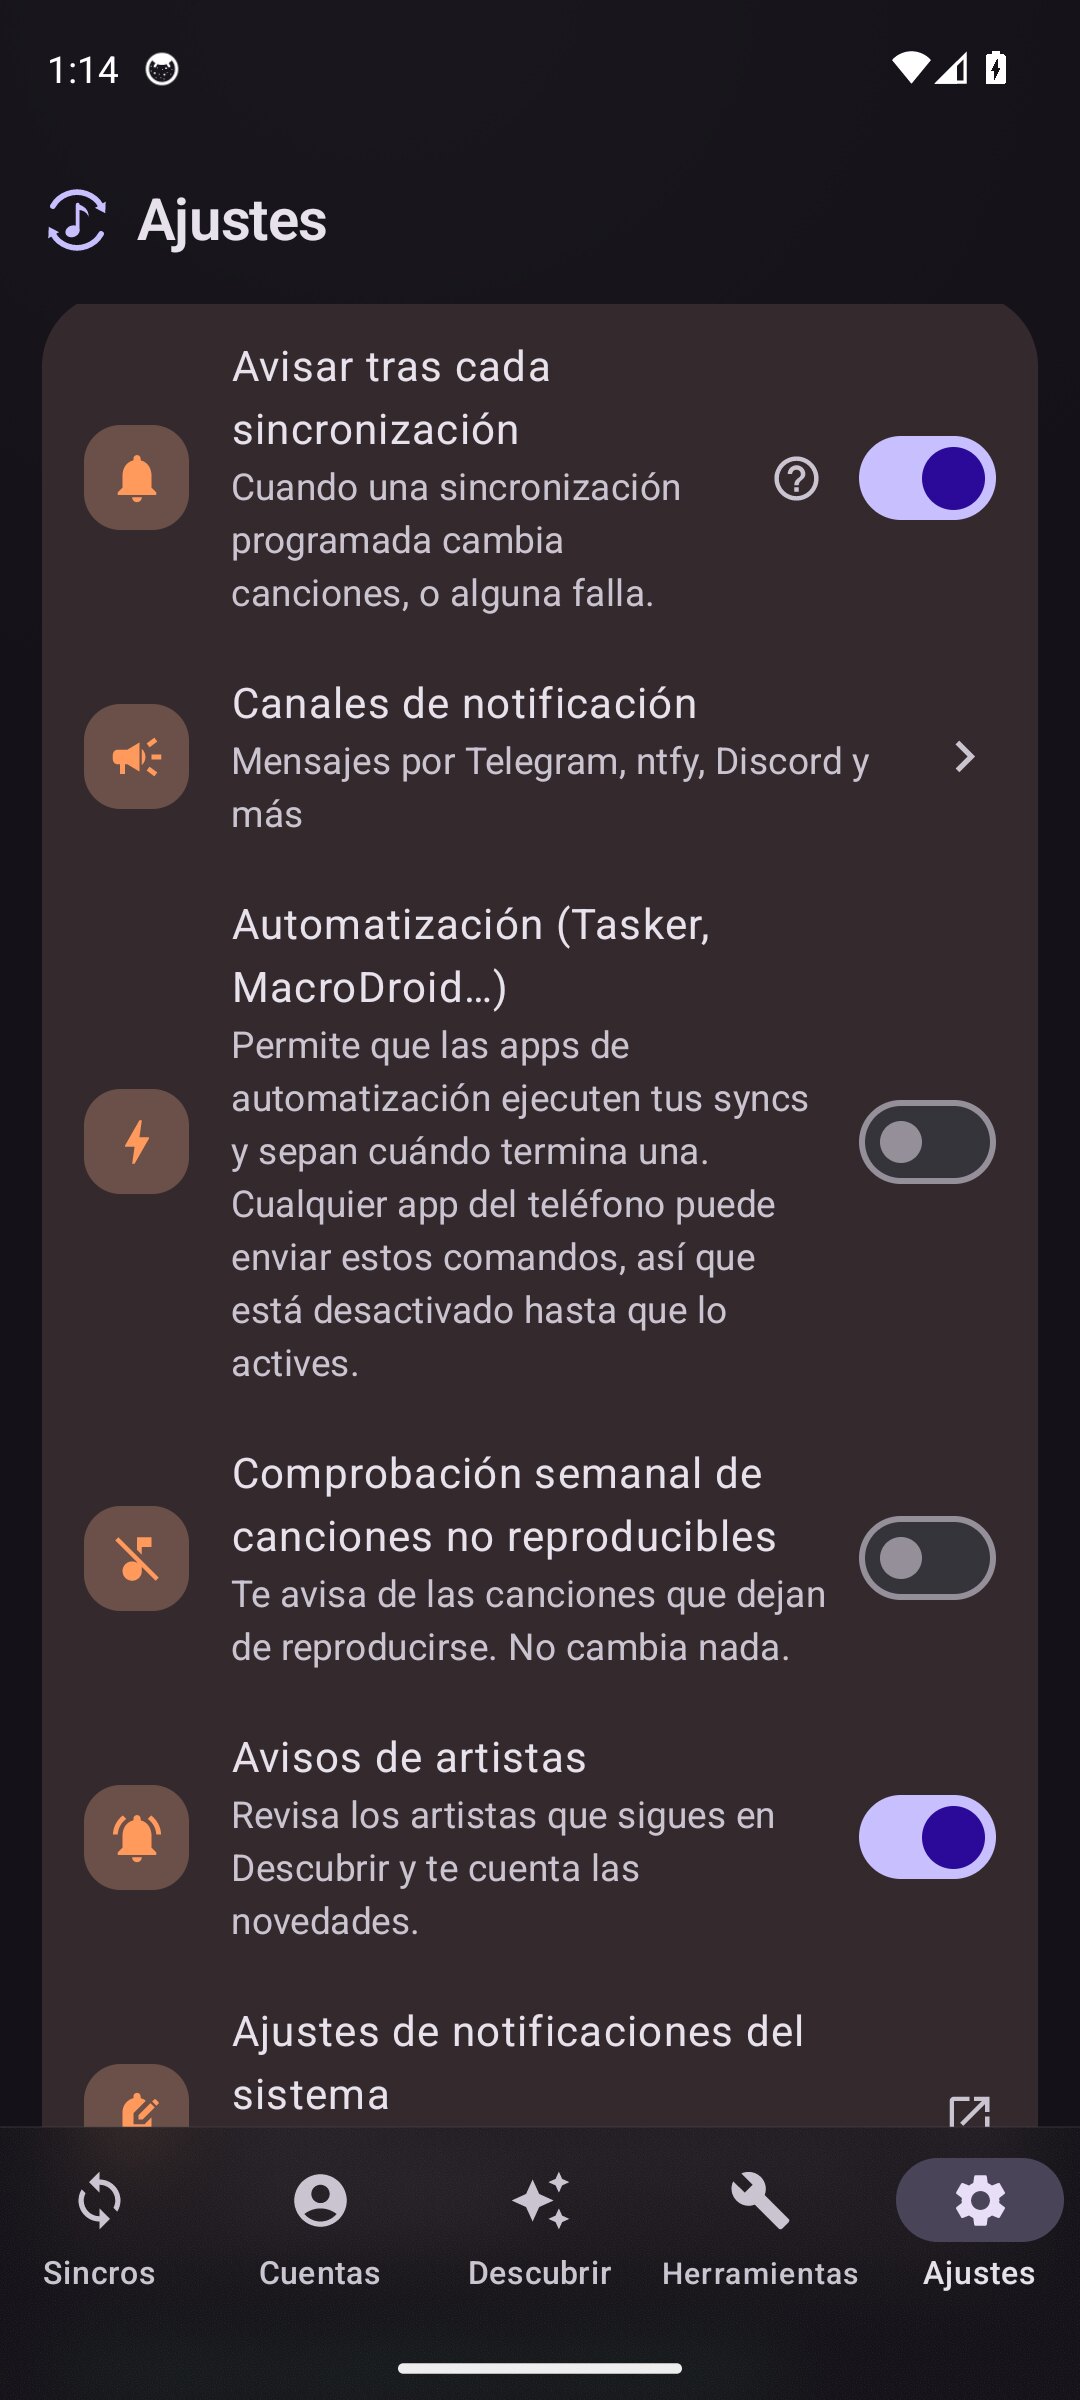 1:14
Ajustes
Avisar tras cada
sincronización
Cuando una sincronización
programada cambia
canciones, o alguna falla.
Canales de notificación
Mensajes por Telegram, ntfy, Discord y
más
Automatización (Tasker,
MacroDroid…)
Permite que las apps de
automatización ejecuten tus syncs
y sepan cuándo termina una.
Cualquier app del teléfono puede
enviar estos comandos, así que
está desactivado hasta que lo
actives.
Comprobación semanal de
canciones no reproducibles
Te avisa de las canciones que dejan
de reproducirse. No cambia nada.
Avisos de artistas
Revisa los artistas que sigues en
Descubrir y te cuenta las
novedades.
Ajustes de notificaciones del
sistema
Sincros
Cuentas
Descubrir
Herramientas
Ajustes